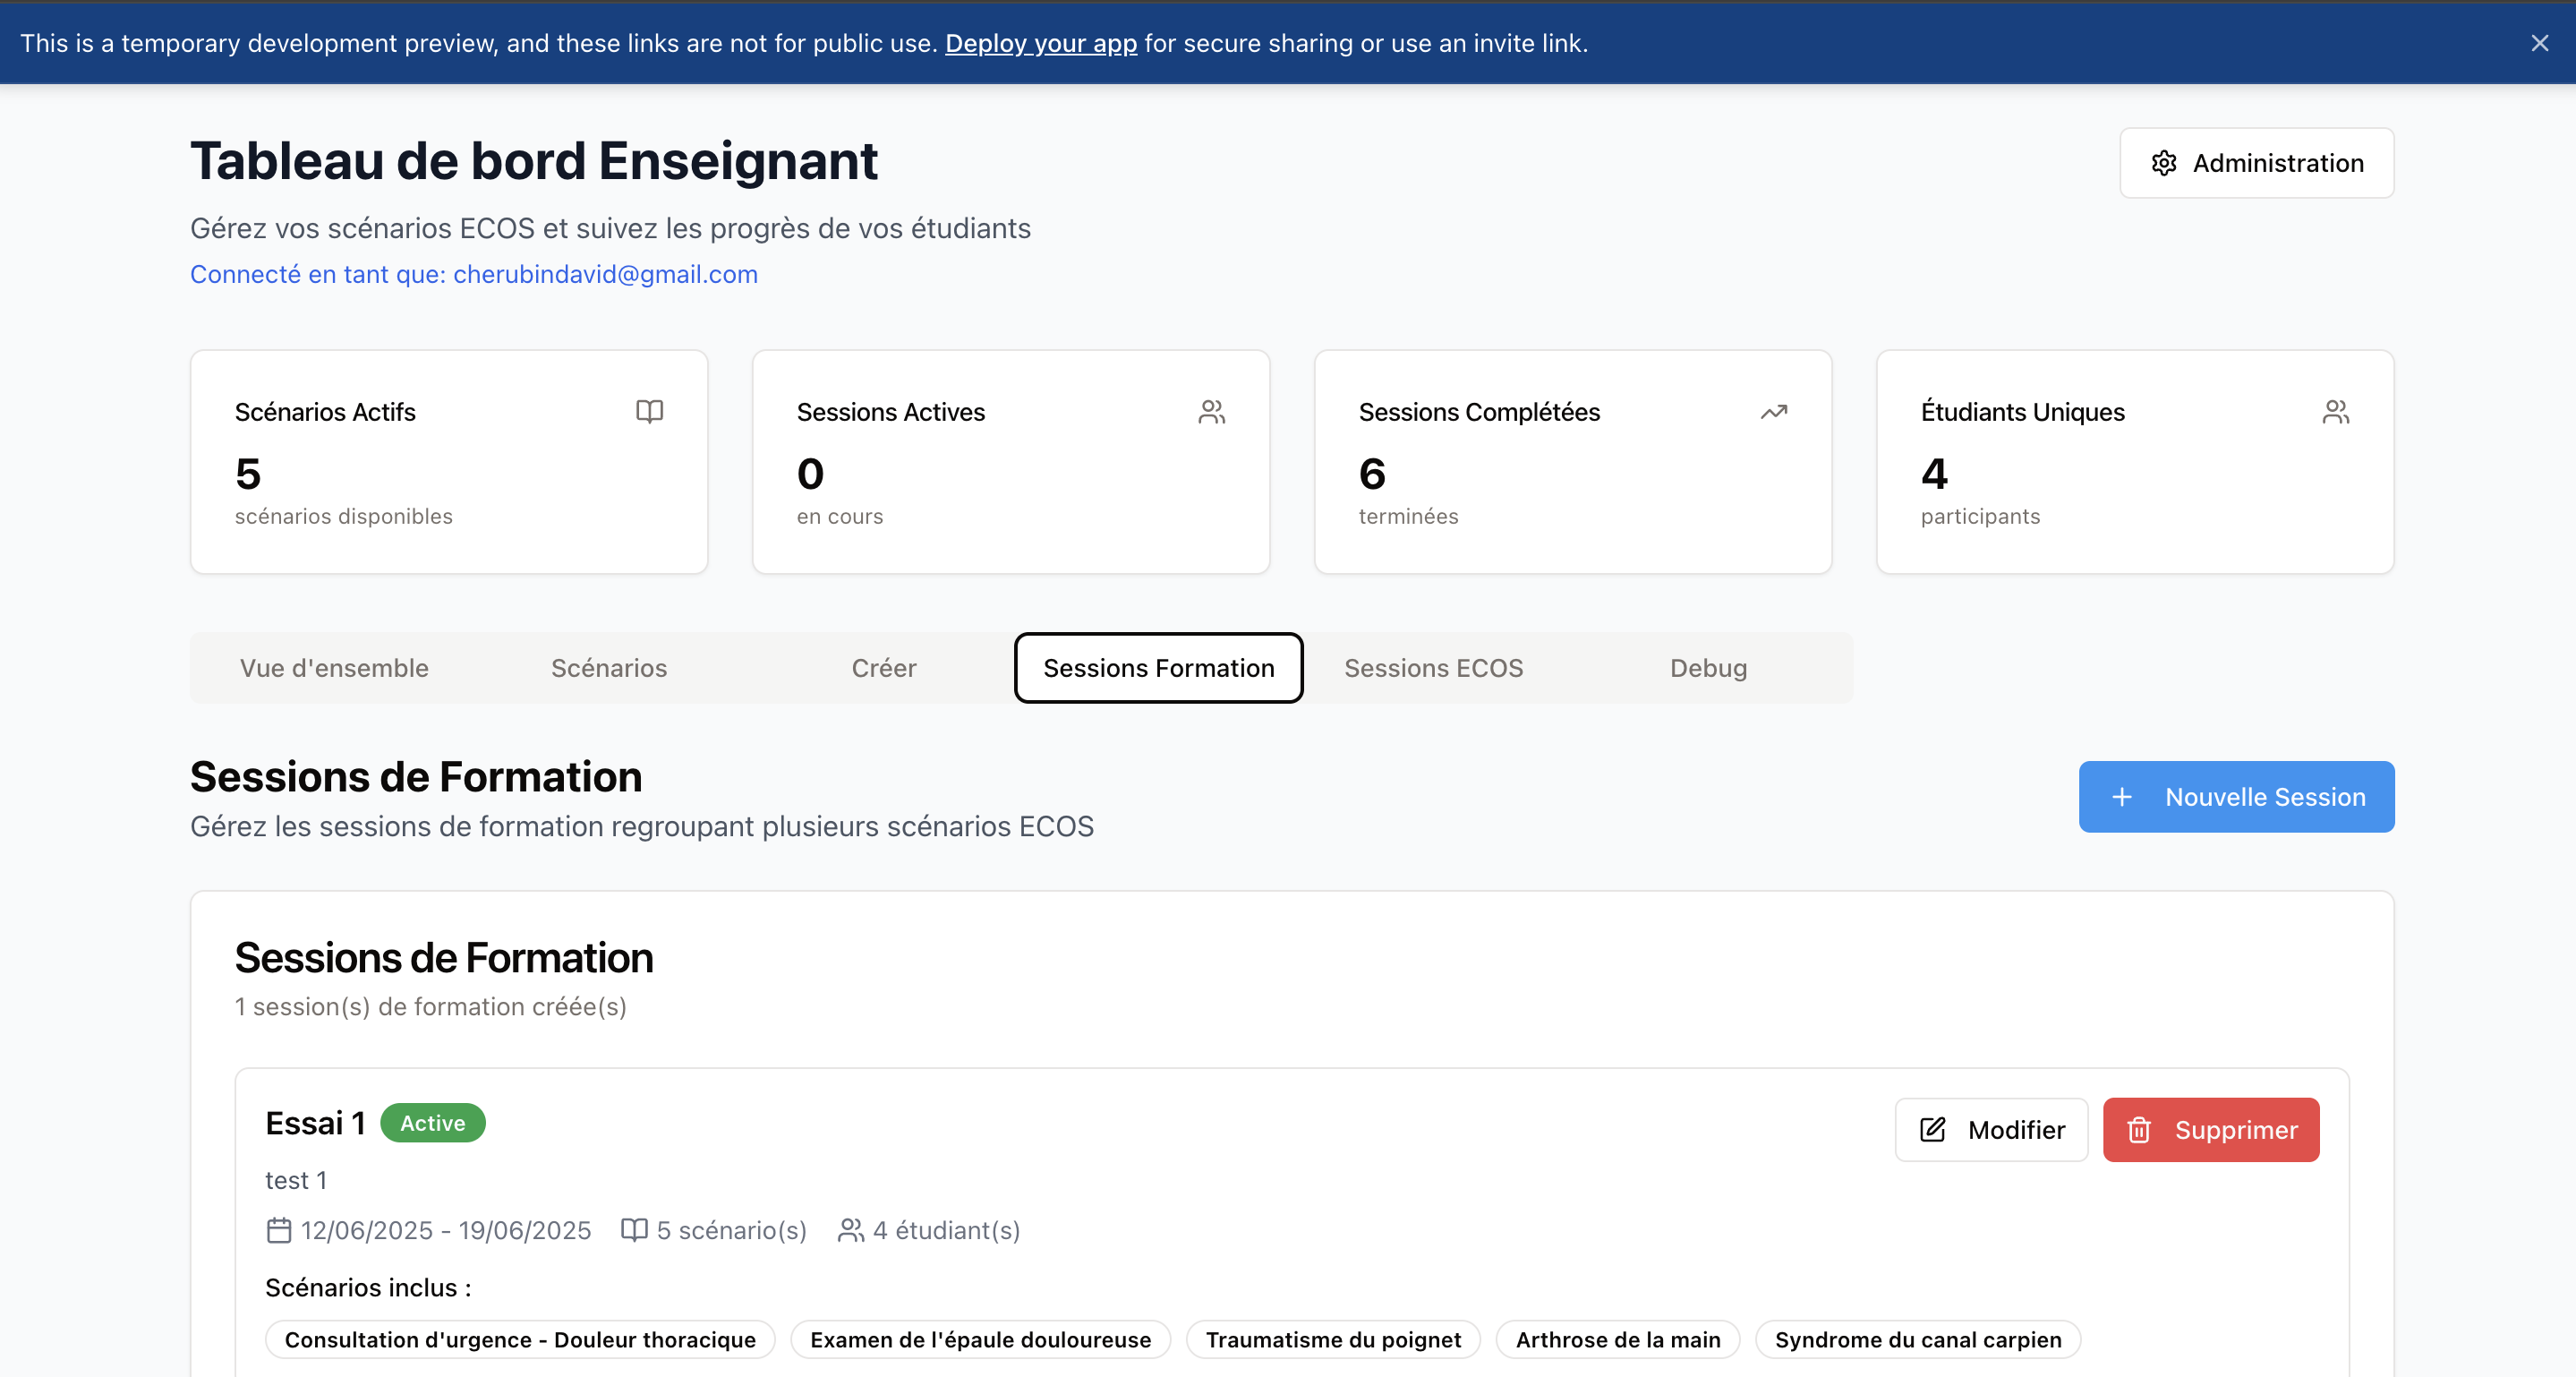 This is a temporary development preview, and these links are not for public use. Deploy your app for secure sharing or use an invite link.
Tableau de bord Enseignant
Administration
Gérez vos scénarios ECOS et suivez les progrès de vos étudiants
Connecté en tant que: cherubindavid@gmail.com
Scénarios Actifs
5
scénarios disponibles
Sessions Actives
0
en cours
Sessions Complétées
6
terminées
Étudiants Uniques
4
participants
Vue d'ensemble
Scénarios
Créer
Sessions Formation
Sessions ECOS
Debug
Sessions de Formation
Gérez les sessions de formation regroupant plusieurs scénarios ECOS
Nouvelle Session
Sessions de Formation
1 session(s) de formation créée(s)
Essai 1
Active
Modifier
Supprimer
test 1
12/06/2025 - 19/06/2025
5 scénario(s)
4 étudiant(s)
Scénarios inclus :
Consultation d'urgence - Douleur thoracique
Examen de l'épaule douloureuse
Traumatisme du poignet
Arthrose de la main
Syndrome du canal carpien